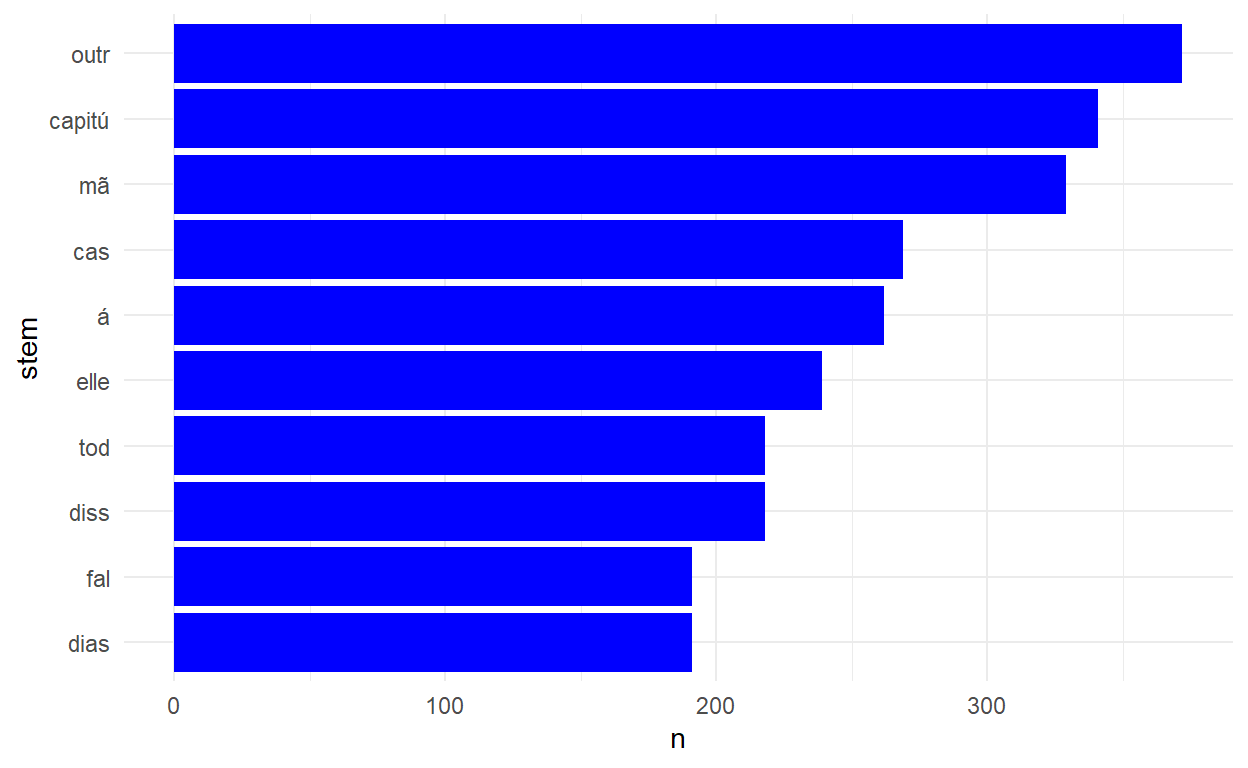 outr
capitú
mã
cas
á
elle
tod
diss
fal
dias
stem
0 100 200 300
n